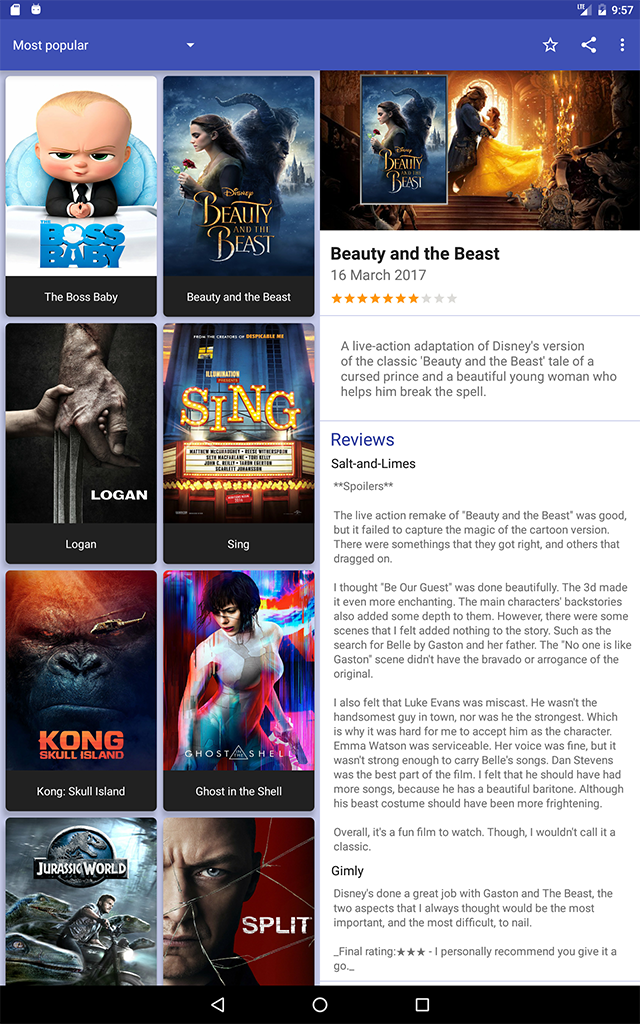 LTE 9:57
Most popular
THE
BOSS
BABY
The Boss Baby
Disney
BEAUTY
AND THE
BEAST
Beauty and the Beast
LOGAN
Logan
FROM THE CREATORS OF DESPICABLE ME
ILLUMINATION
PRESENTS
SING
MATTHEW MCCONAUGHEY • REESE WITHERSPOON
SETH MACFARLANE • TORI KELLY
JOHN C. REILLY • TARON EGERTON
SCARLETT JOHANSSON
Sing
KONG
SKULL ISLAND
Kong: Skull Island
GHOST IN THE SHELL
Ghost in the Shell
JURASSIC WORLD
SPLIT
Disney
BEAUTY
AND THE
BEAST
Beauty and the Beast
16 March 2017
A live-action adaptation of Disney's version
of the classic 'Beauty and the Beast' tale of a
cursed prince and a beautiful young woman who
helps him break the spell.
Reviews
Salt-and-Limes
**Spoilers**
The live action remake of "Beauty and the Beast" was good,
but it failed to capture the magic of the cartoon version.
There were somethings that they got right, and others that
dragged on.
I thought "Be Our Guest" was done beautifully. The 3d made
it even more enchanting. The main characters' backstories
also added some depth to them. However, there were some
scenes that I felt added nothing to the story. Such as the
search for Belle by Gaston and her father. The "No one is like
Gaston" scene didn't have the bravado or arrogance of the
original.
I also felt that Luke Evans was miscast. He wasn't the
handsomest guy in town, nor was he the strongest. Which
is why it was hard for me to accept him as the character.
Emma Watson was serviceable. Her voice was fine, but it
wasn't strong enough to carry Belle's songs. Dan Stevens
was the best part of the film. I felt that he should have had
more songs, because he has a beautiful baritone. Although
his beast costume should have been more frightening.
Overall, it's a fun film to watch. Though, I wouldn't call it a
classic.
Gimly
Disney's done a great job with Gaston and The Beast, the
two aspects that I always thought would be the most
important, and the most difficult, to nail.
_Final rating:★★★ - I personally recommend you give it a
go._